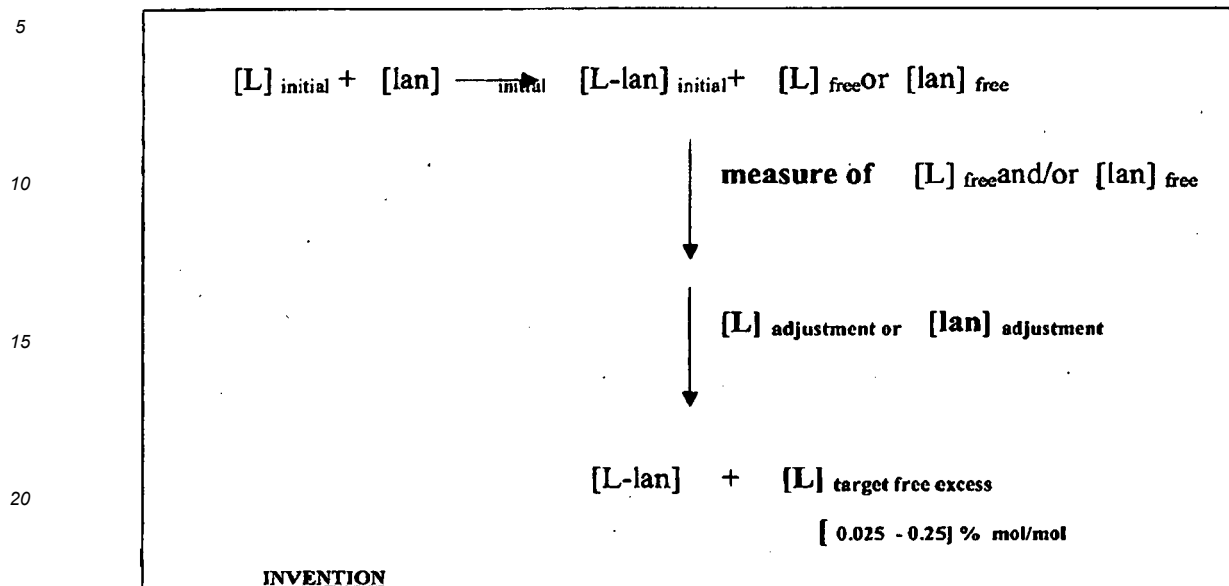 5
[L] initial + [lan] initial [L-lan] initial + [L] free or [lan] free
10
measure of [L] free and/or [lan] free
[L] adjustment or [lan] adjustment
15
[L-lan] + [L] target free excess
20
[ 0.025 - 0.25] % mol/mol
INVENTION